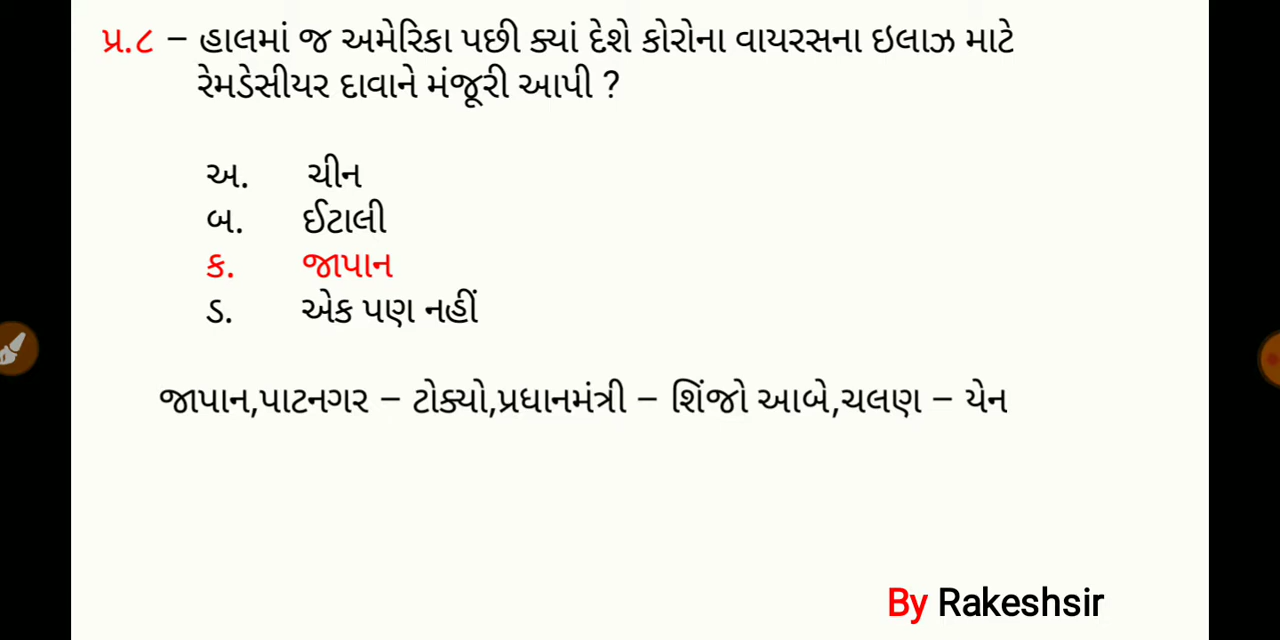 પ્ર.૮ – હાલમાં જ અમેરિકા પછી ક્યાં દેશે કોરોના વાયરસના ઇલાઝ માટે
રેમડેસીયર દાવાને મંજૂરી આપી ?
અ. ચીન
બ. ઈટાલી
ક. જાપાન
ડ. એક પણ નહીં
જાપાન,પાટનગર – ટોક્યો,પ્રધાનમંત્રી – શિંજો આબે,ચલણ – યેન
By Rakeshsir